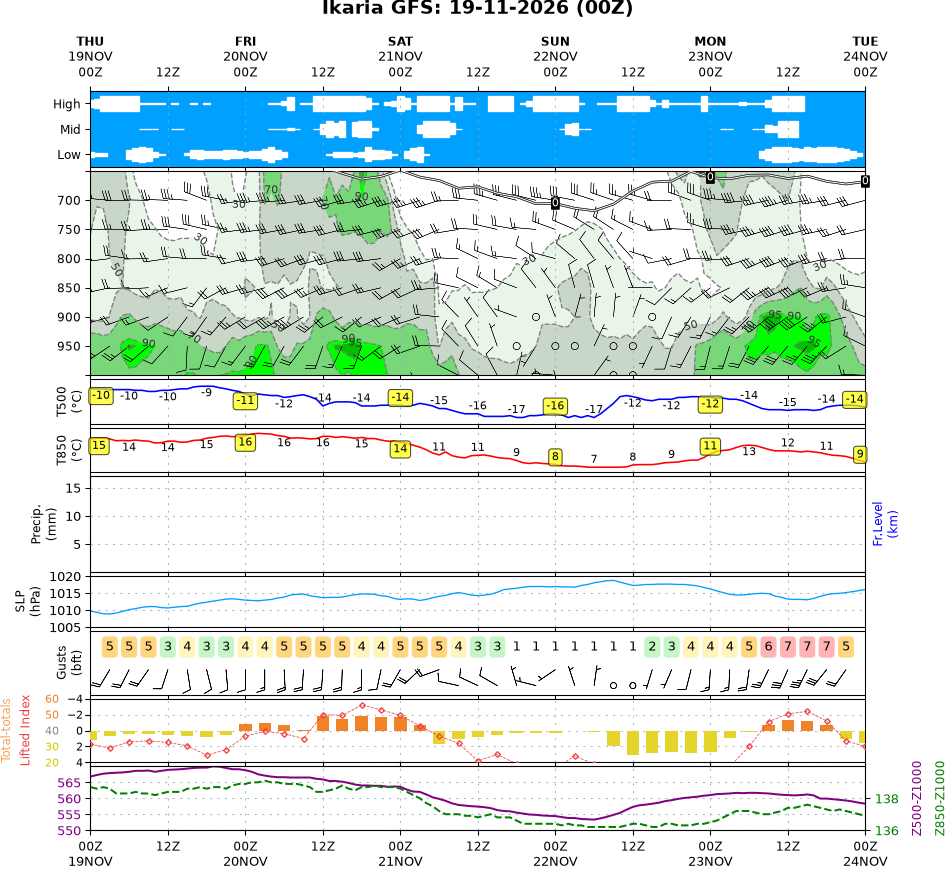 Ikaria GFS: 19-11-2026 (00Z)
THU FRI SAT SUN MON TUE
19NOV 20NOV 21NOV 22NOV 23NOV 24NOV
00Z 12Z 00Z 12Z 00Z 12Z 00Z 12Z 00Z 12Z 00Z
High
Mid
Low
70 90 0 0 0
700
30 30
750
800 50 30 30
850
900 50 50 95 90
950 90 90 95 95
T500 (°C)
-10 -10 -10 -9 -11 -12 -14 -14 -14 -15 -16 -17 -16 -17 -12 -12 -12 -14 -15 -14 -14
T850 (°C)
15 14 14 15 16 16 16 15 14 11 11 9 8 7 8 9 11 13 12 11 9
Precip. (mm)
15
10
5
Fr.Level (km)
SLP (hPa)
1020
1015
1010
1005
Gusts (bft)
5 5 5 3 4 3 3 4 4 5 5 5 5 4 4 5 5 5 4 3 3 1 1 1 1 1 1 1 2 3 4 4 4 5 6 7 7 7 5
Total-totals
Lifted Index
60 −4
50 −2
40 0
30 2
20 4
565
560 138
555
550 136
Z500-Z1000
Z850-Z1000
00Z 12Z 00Z 12Z 00Z 12Z 00Z 12Z 00Z 12Z 00Z
19NOV 20NOV 21NOV 22NOV 23NOV 24NOV